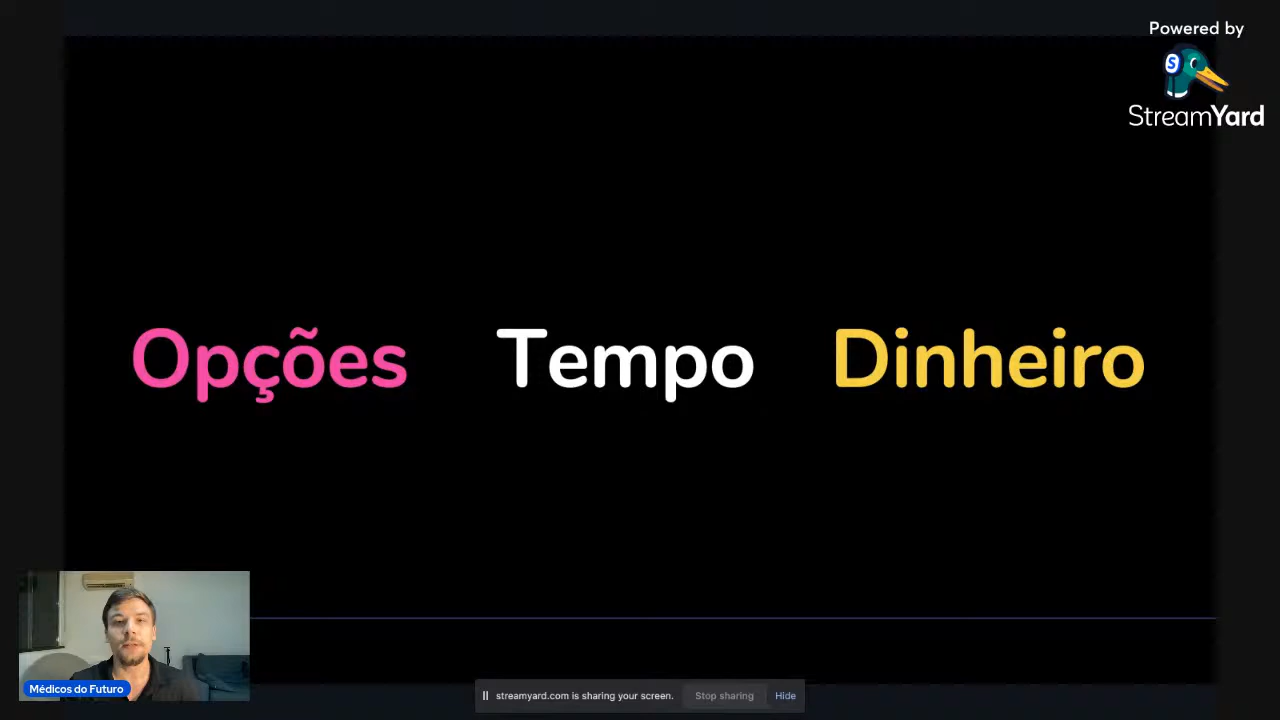 Powered by
S
StreamYard
Opções Tempo Dinheiro
Médicos do Futuro
streamyard.com is sharing your screen. Stop sharing Hide